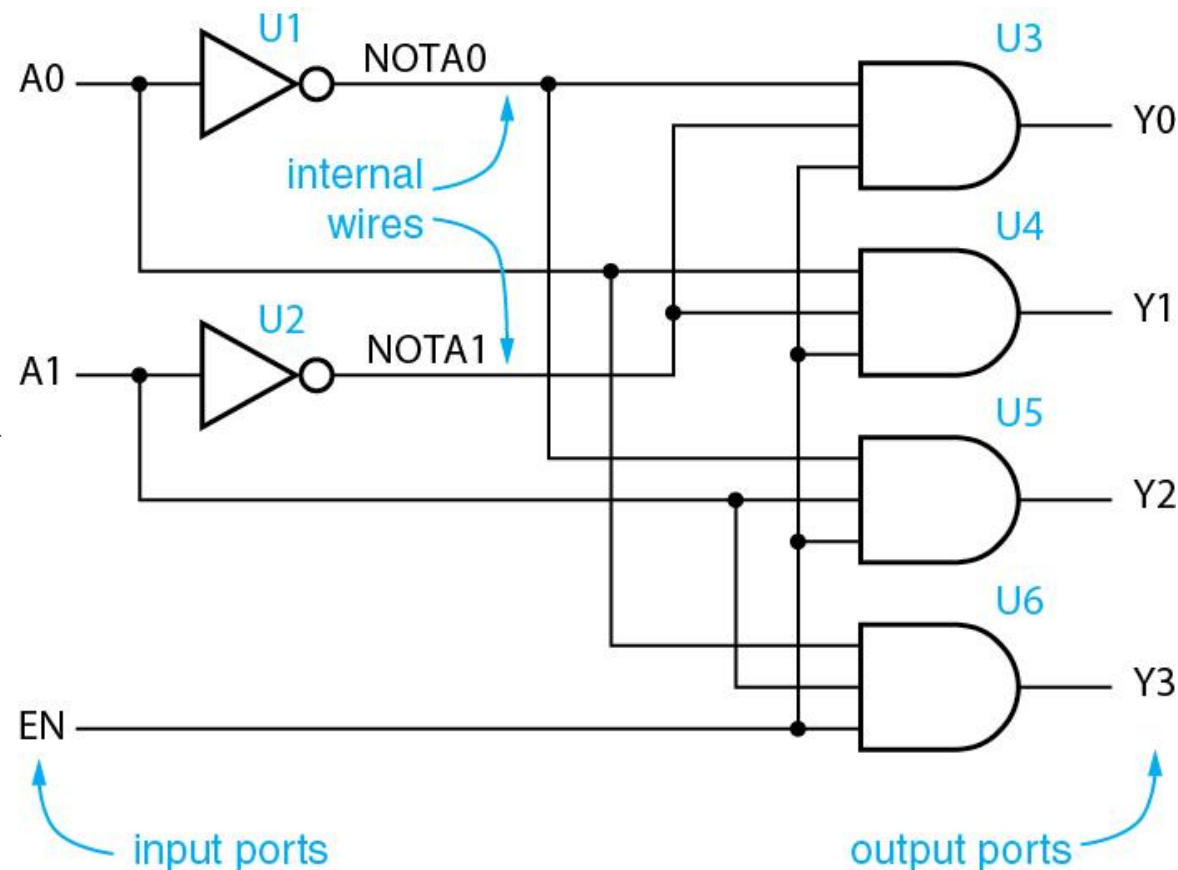 U1
U3
A0
NOTA0
Y0
internal
wires
U4
U2
Y1
A1
NOTA1
U5
Y2
U6
Y3
EN
input ports
output ports